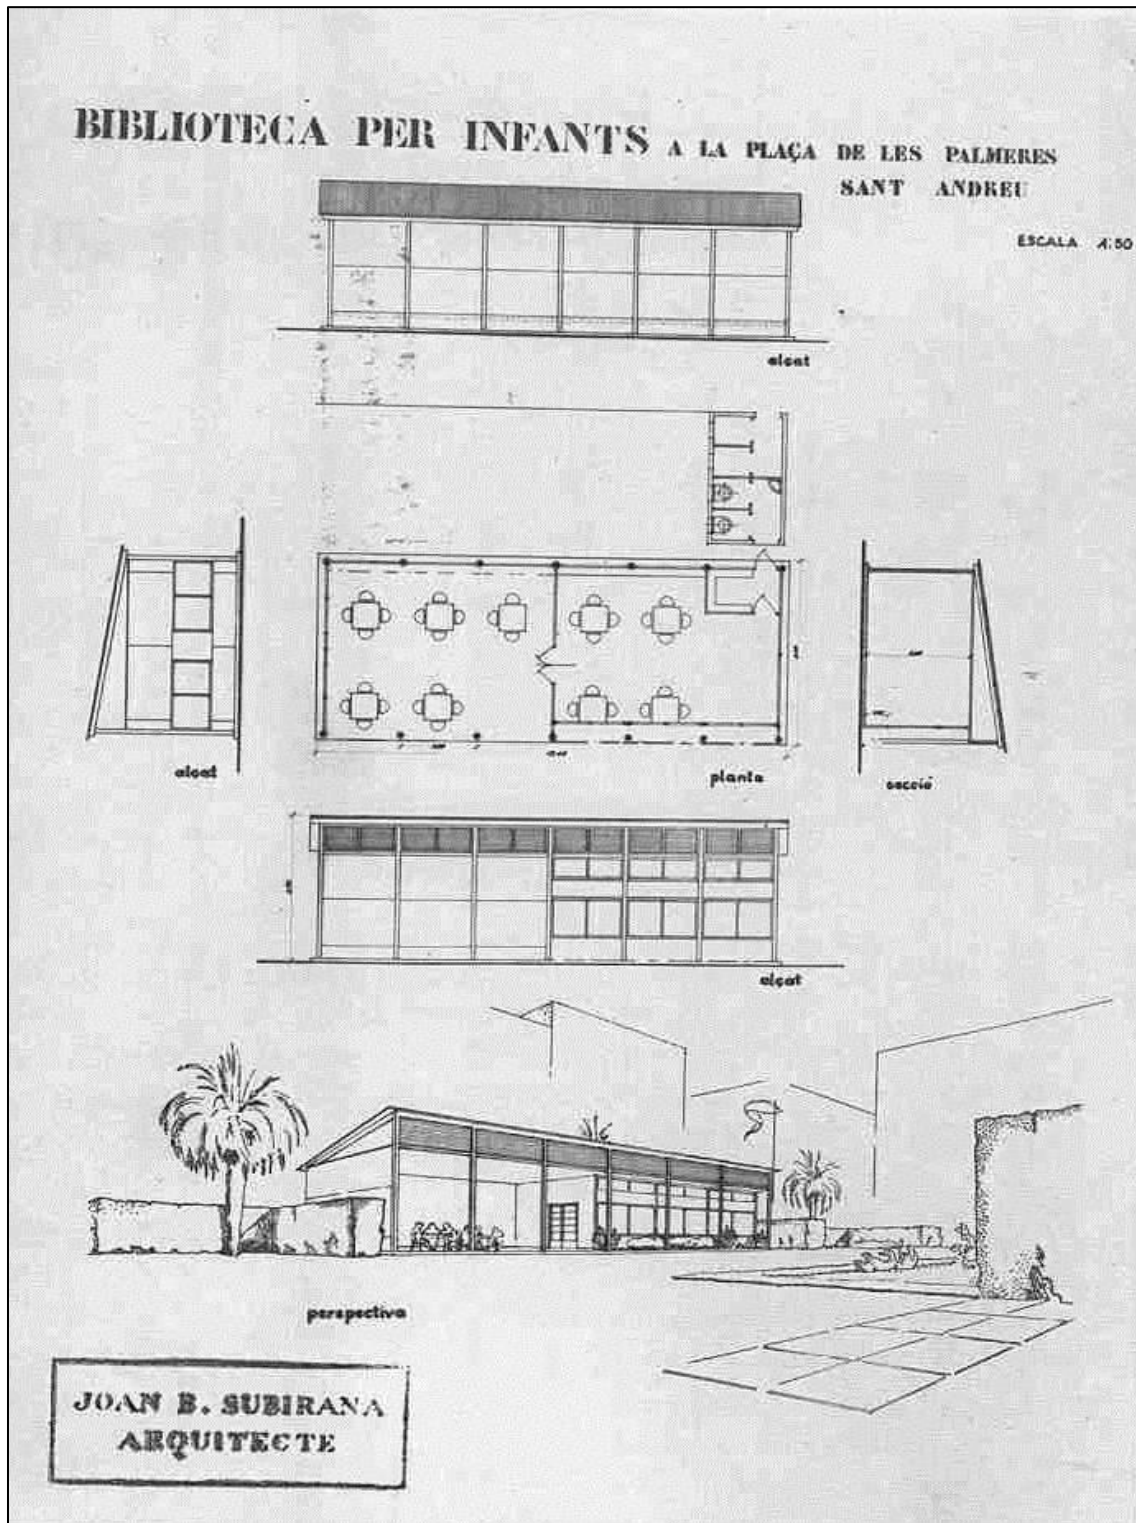 BIBLIOTECA PER INFANTS A LA PLAÇA DE LES PALMERES
SANT ANDREU
ESCALA 1:50
alçat
alçat
planta
secció
alçat
perspectiva
JOAN B. SUBIRANA
ARQUITECTE